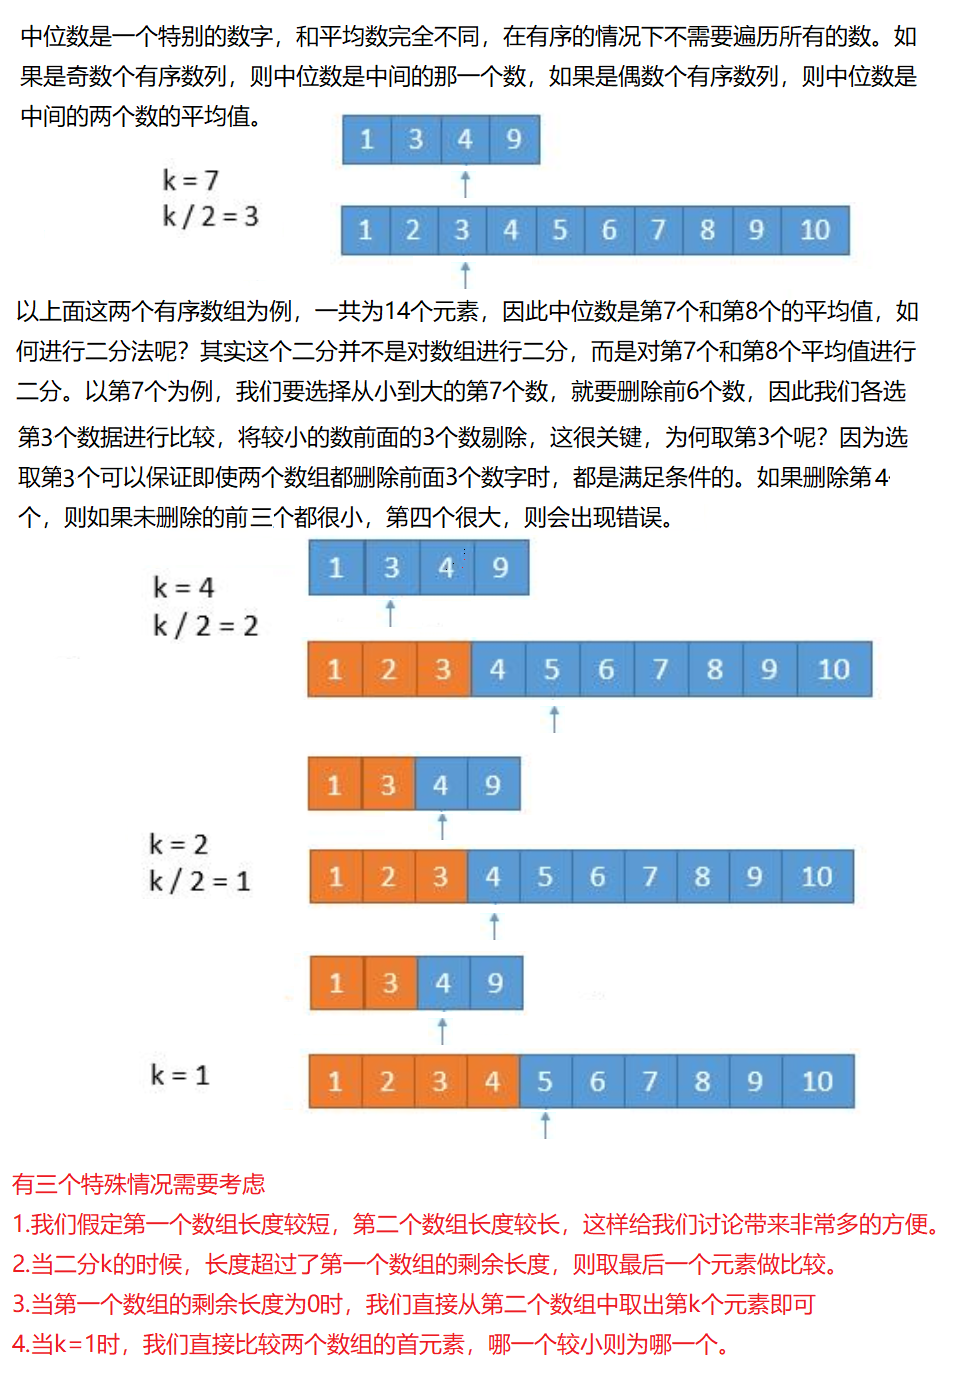 中位数是一个特别的数字，和平均数完全不同，在有序的情况下不需要遍历所有的数。如
果是奇数个有序数列，则中位数是中间的那一个数，如果是偶数个有序数列，则中位数是
中间的两个数的平均值。
1 3 4 9
k = 7
k / 2 = 3
1 2 3 4 5 6 7 8 9 10
以上面这两个有序数组为例，一共为14个元素，因此中位数是第7个和第8个的平均值，如
何进行二分法呢？其实这个二分并不是对数组进行二分，而是对第7个和第8个平均值进行
二分。以第7个为例，我们要选择从小到大的第7个数，就要删除前6个数，因此我们各选
第3个数据进行比较，将较小的数前面的3个数剔除，这很关键，为何取第3个呢？因为选
取第3个可以保证即使两个数组都删除前面3个数字时，都是满足条件的。如果删除第4
个，则如果未删除的前三个都很小，第四个很大，则会出现错误。
1 3 4 9
k = 4
k / 2 = 2
1 2 3 4 5 6 7 8 9 10
1 3 4 9
k = 2
k / 2 = 1
1 2 3 4 5 6 7 8 9 10
1 3 4 9
k = 1
1 2 3 4 5 6 7 8 9 10
有三个特殊情况需要考虑
1.我们假定第一个数组长度较短，第二个数组长度较长，这样给我们讨论带来非常多的方便。
2.当二分k的时候，长度超过了第一个数组的剩余长度，则取最后一个元素做比较。
3.当第一个数组的剩余长度为0时，我们直接从第二个数组中取出第k个元素即可
4.当k=1时，我们直接比较两个数组的首元素，哪一个较小则为哪一个。